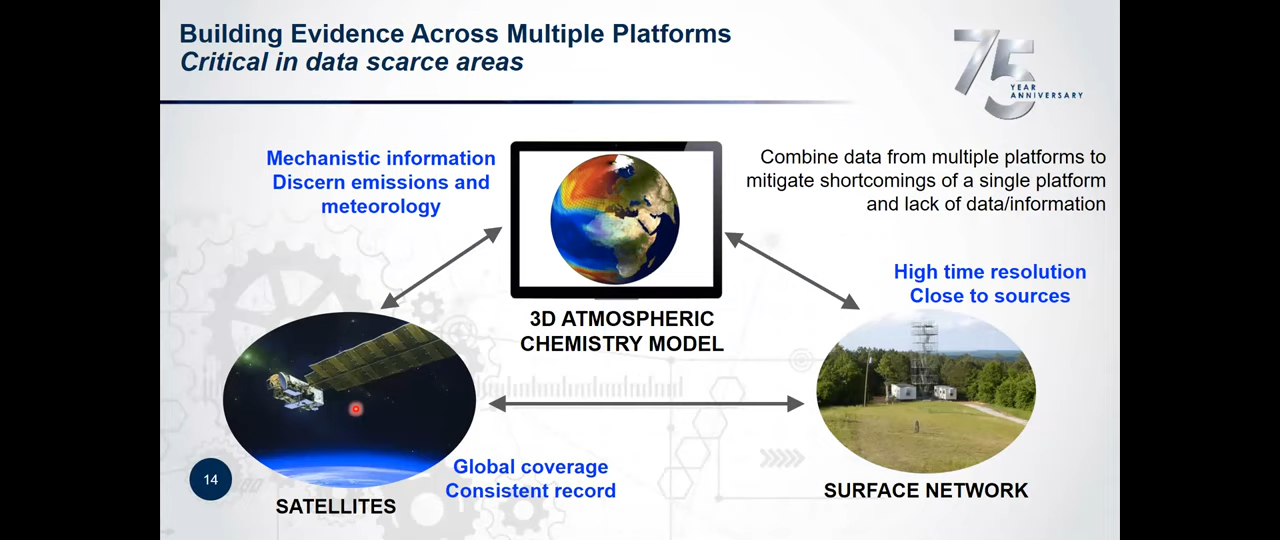 Building Evidence Across Multiple Platforms
Critical in data scarce areas
75
YEAR
ANNIVERSARY
Mechanistic information
Discern emissions and
meteorology
Combine data from multiple platforms to
mitigate shortcomings of a single platform
and lack of data/information
High time resolution
Close to sources
3D ATMOSPHERIC
CHEMISTRY MODEL
Global coverage
Consistent record
14
SATELLITES
SURFACE NETWORK